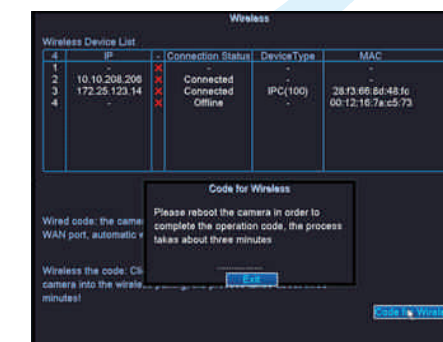 Wireless
Wireless Device List
4 IP - Connection Status DeviceType MAC
1 - × - - -
2 10.10.208.206 × Connected - -
3 172.25.123.14 × Connected IPC(100) 28:f3:66:8d:48:fc
4 - × Offline - 00:12:16:7a:c5:73
Code for Wireless
Please reboot the camera in order to
complete the operation code, the process
takas about three minutes
Exit
Wired code: the came
WAN port, automatic w
Wireless the code: Cli
camera into the wirele
minutes!
Code for Wirele